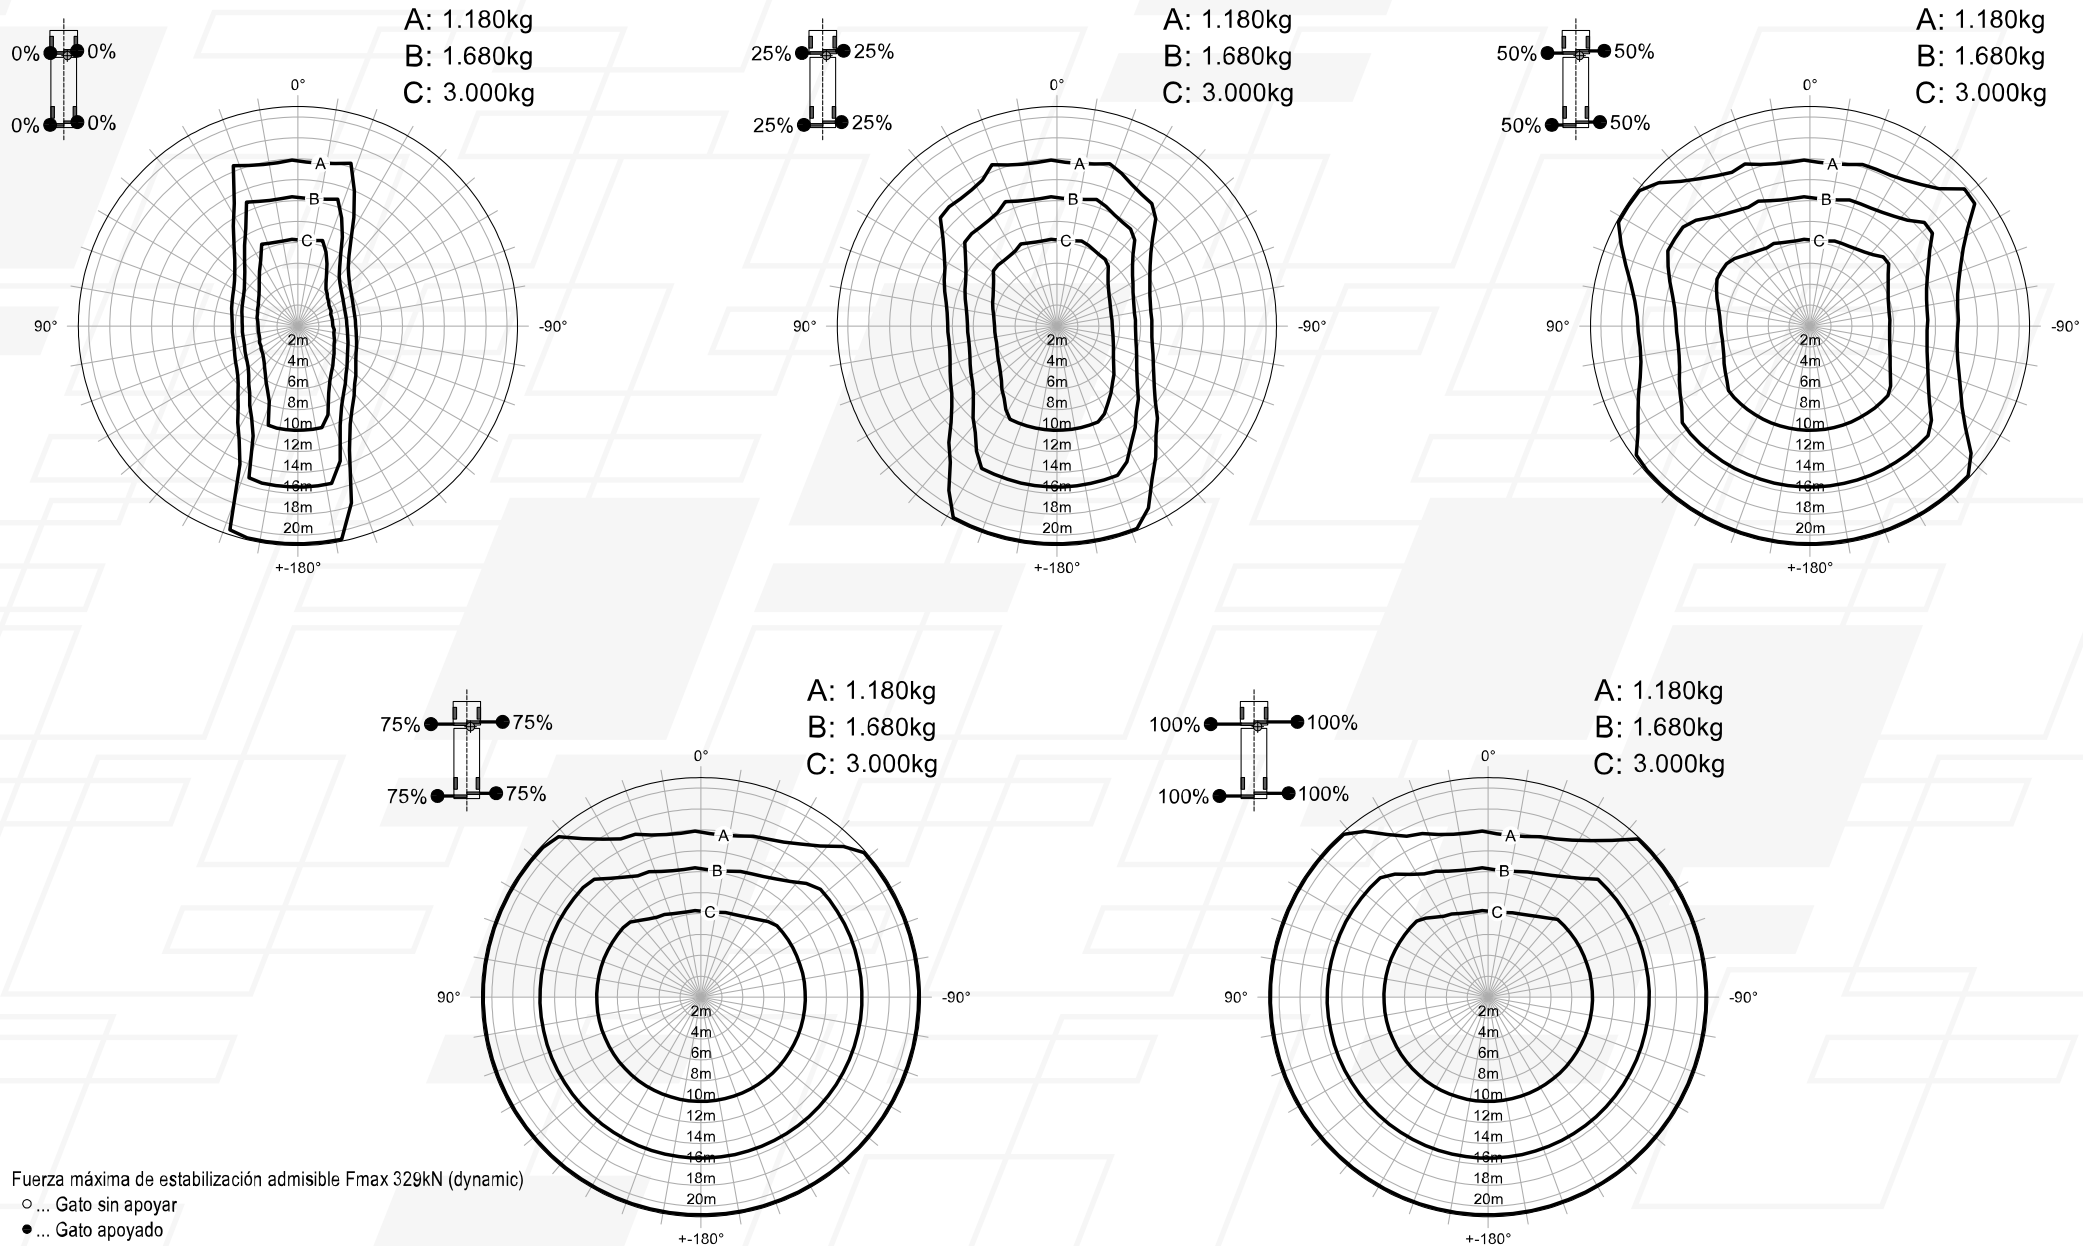 A: 1.180kg
B: 1.680kg
C: 3.000kg
0% 0%
0% 0%
0°
A
B
C
90° -90°
2m
4m
6m
8m
10m
12m
14m
16m
18m
20m
+-180°
A: 1.180kg
B: 1.680kg
C: 3.000kg
25% 25%
25% 25%
0°
A
B
C
90° -90°
2m
4m
6m
8m
10m
12m
14m
16m
18m
20m
+-180°
A: 1.180kg
B: 1.680kg
C: 3.000kg
50% 50%
50% 50%
0°
A
B
C
90° -90°
2m
4m
6m
8m
10m
12m
14m
16m
18m
20m
+-180°
A: 1.180kg
B: 1.680kg
C: 3.000kg
75% 75%
75% 75%
0°
A
B
C
90° -90°
2m
4m
6m
8m
10m
12m
14m
16m
18m
20m
+-180°
A: 1.180kg
B: 1.680kg
C: 3.000kg
100% 100%
100% 100%
0°
A
B
C
90° -90°
2m
4m
6m
8m
10m
12m
14m
16m
18m
20m
+-180°
Fuerza máxima de estabilización admisible Fmax 329kN (dynamic)
... Gato sin apoyar
... Gato apoyado